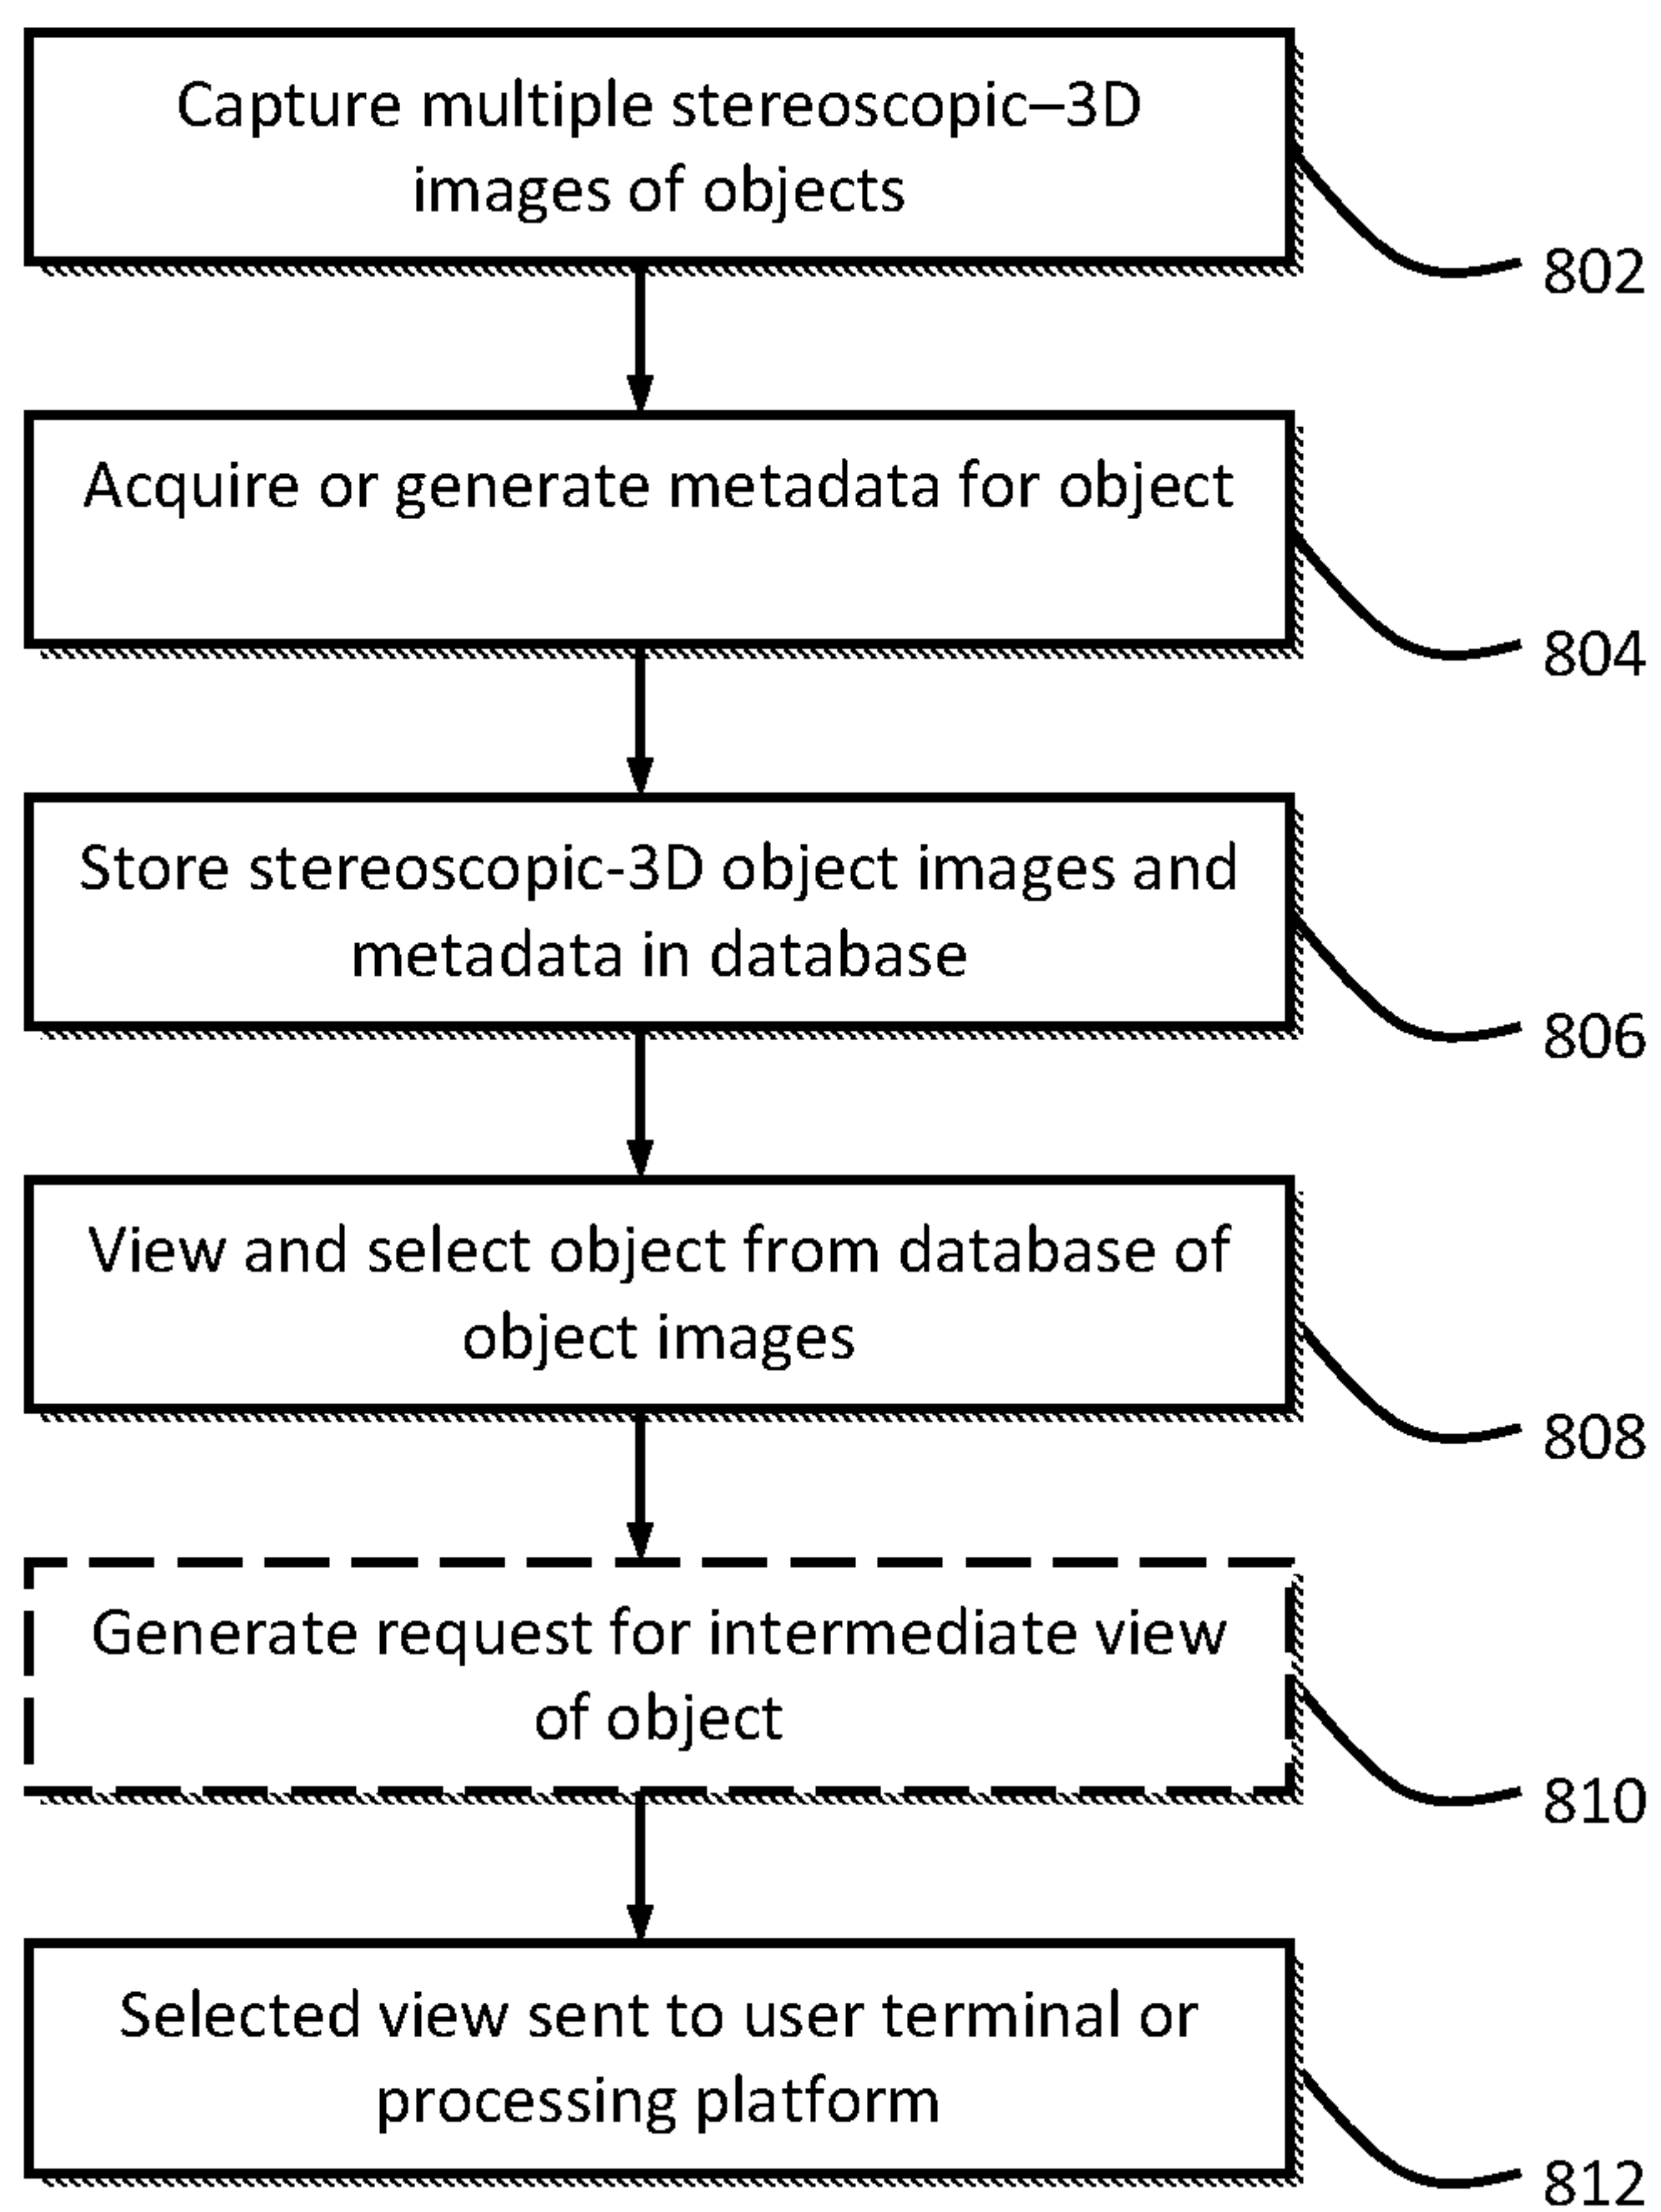 Capture multiple stereoscopic–3D
images of objects
802
Acquire or generate metadata for object
804
Store stereoscopic-3D object images and
metadata in database
806
View and select object from database of
object images
808
Generate request for intermediate view
of object
810
Selected view sent to user terminal or
processing platform
812